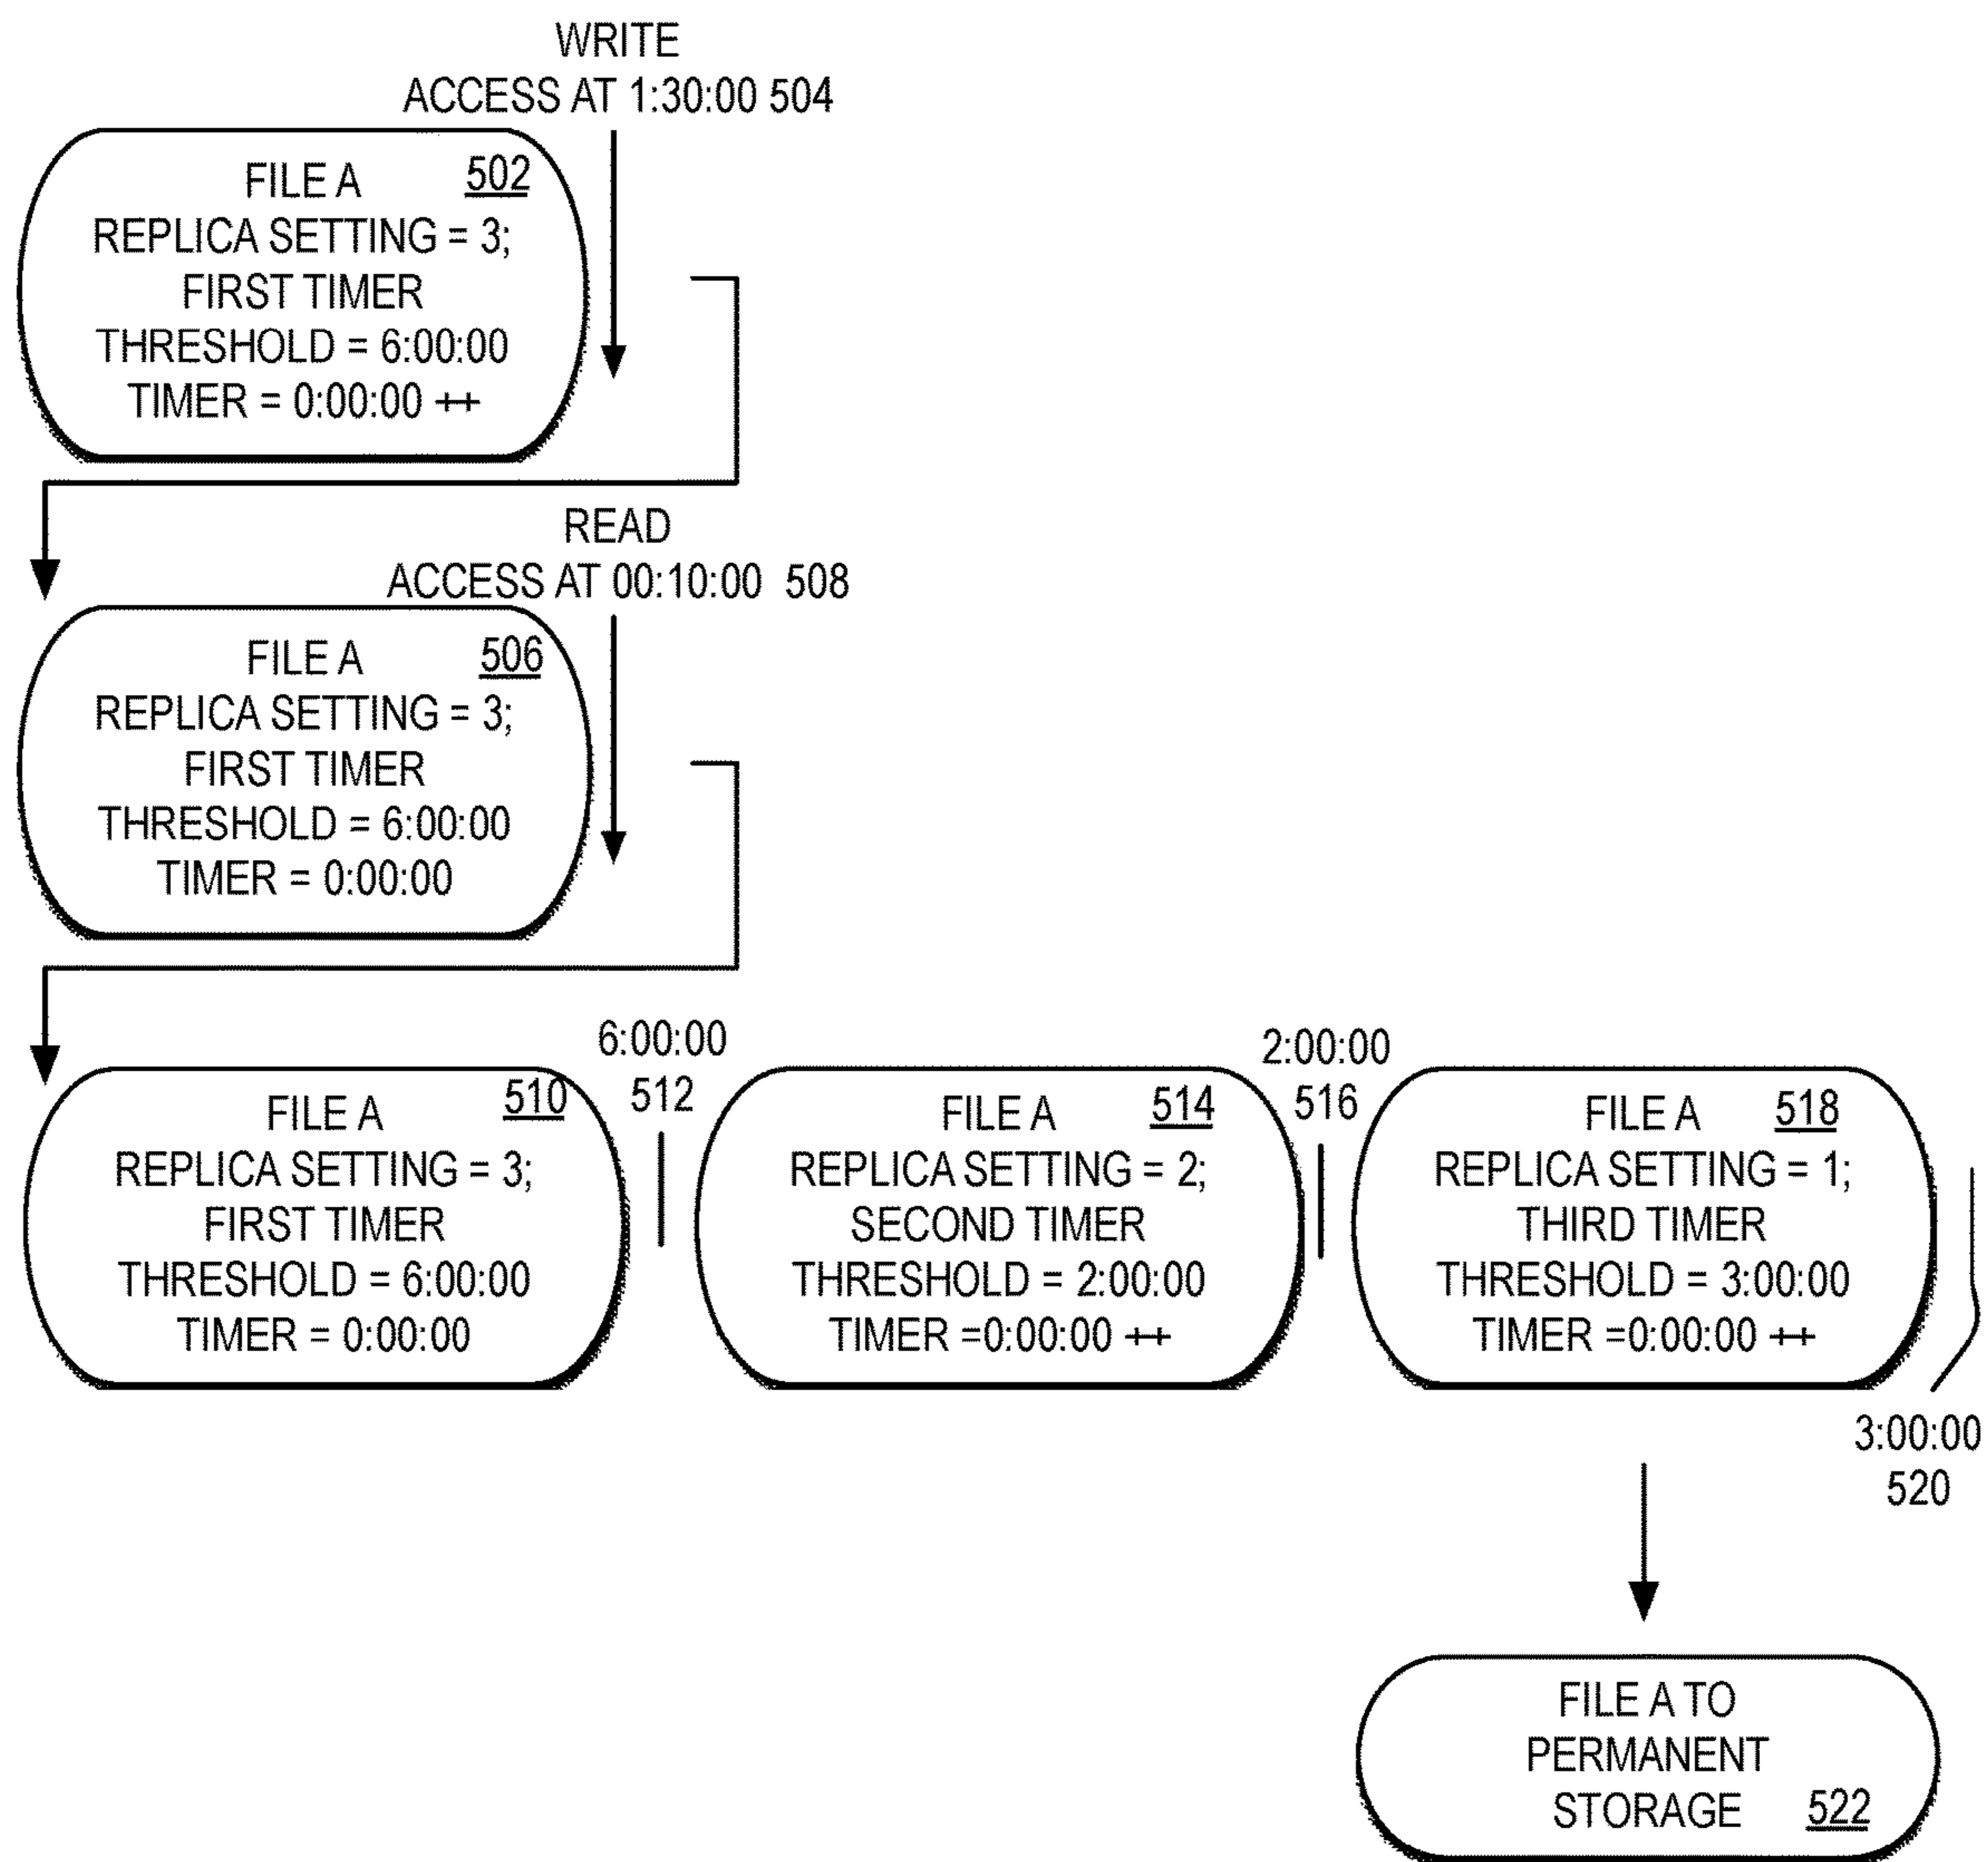 WRITE
ACCESS AT 1:30:00 504
FILE A 502
REPLICA SETTING = 3;
FIRST TIMER
THRESHOLD = 6:00:00
TIMER = 0:00:00 ++
READ
ACCESS AT 00:10:00 508
FILE A 506
REPLICA SETTING = 3;
FIRST TIMER
THRESHOLD = 6:00:00
TIMER = 0:00:00
FILE A 510
REPLICA SETTING = 3;
FIRST TIMER
THRESHOLD = 6:00:00
TIMER = 0:00:00
6:00:00
512
FILE A 514
REPLICA SETTING = 2;
SECOND TIMER
THRESHOLD = 2:00:00
TIMER =0:00:00 ++
2:00:00
516
FILE A 518
REPLICA SETTING = 1;
THIRD TIMER
THRESHOLD = 3:00:00
TIMER =0:00:00 ++
3:00:00
520
FILE A TO
PERMANENT
STORAGE 522